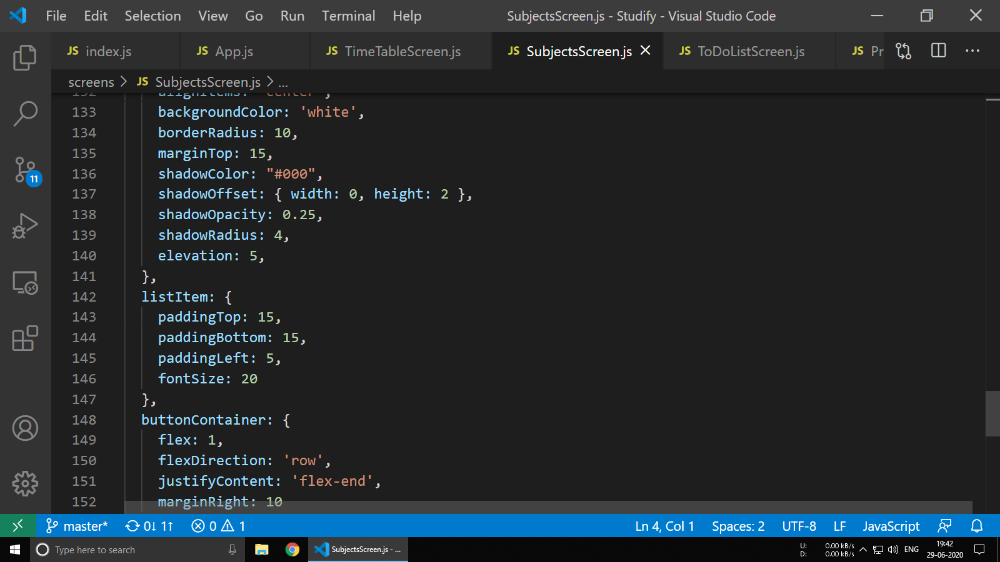 File Edit Selection View Go Run Terminal Help SubjectsScreen.js - Studify - Visual Studio Code
JS index.js JS App.js JS TimeTableScreen.js JS SubjectsScreen.js JS ToDoListScreen.js JS Pr
screens > JS SubjectsScreen.js > ...
132 alignItems: 'center',
133 backgroundColor: 'white',
134 borderRadius: 10,
135 marginTop: 15,
136 shadowColor: "#000",
137 shadowOffset: { width: 0, height: 2 },
138 shadowOpacity: 0.25,
139 shadowRadius: 4,
140 elevation: 5,
141 },
142 listItem: {
143 paddingTop: 15,
144 paddingBottom: 15,
145 paddingLeft: 5,
146 fontSize: 20
147 },
148 buttonContainer: {
149 flex: 1,
150 flexDirection: 'row',
151 justifyContent: 'flex-end',
152 marginRight: 10
11
master* 0↓ 1↑ 0 1 Ln 4, Col 1 Spaces: 2 UTF-8 LF JavaScript
Type here to search SubjectsScreen.js - ... U: 0.00 kB/s D: 0.00 kB/s ENG 19:42
29-06-2020